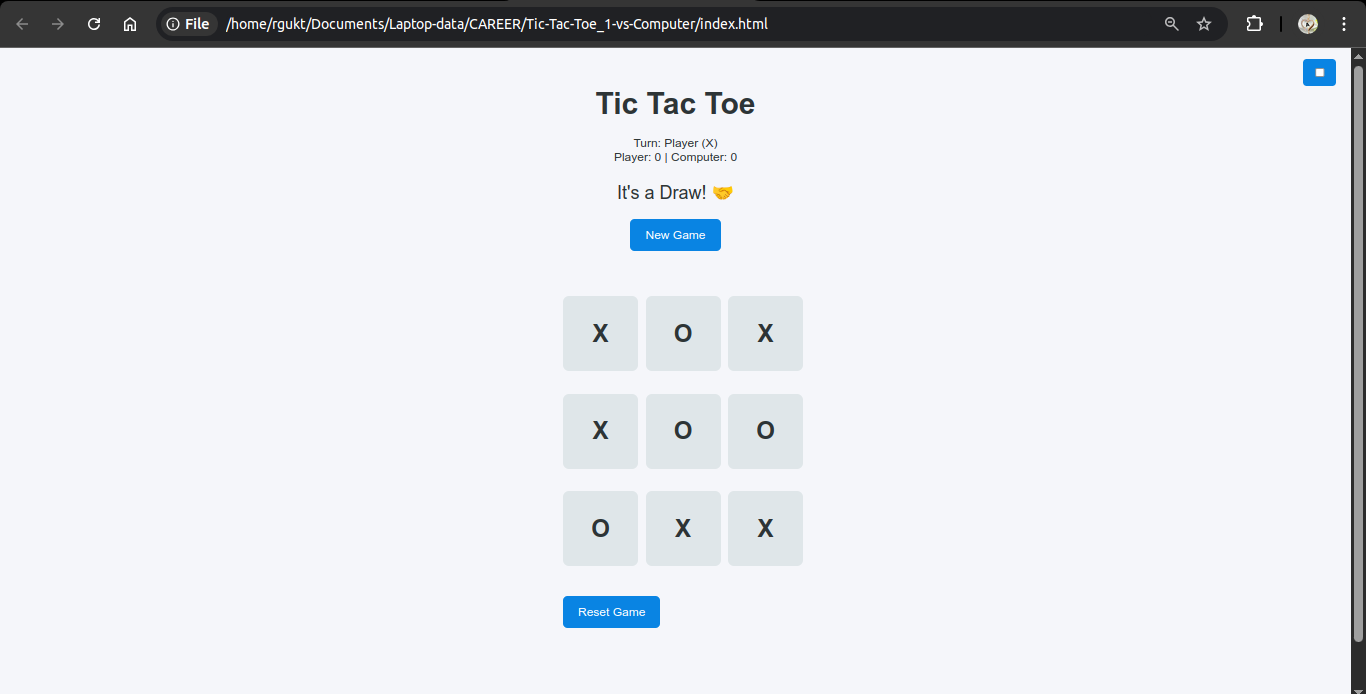 File /home/rgukt/Documents/Laptop-data/CAREER/Tic-Tac-Toe_1-vs-Computer/index.html
Tic Tac Toe
Turn: Player (X)
Player: 0 | Computer: 0
It's a Draw! 🤝
New Game
X O X
X O O
O X X
Reset Game